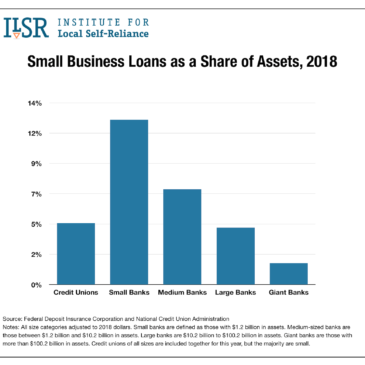 ILSR INSTITUTE FOR
Local Self-Reliance
Small Business Loans as a Share of Assets, 2018
14%
12%
9%
7%
5%
2%
0%
Credit Unions Small Banks Medium Banks Large Banks Giant Banks
Source: Federal Deposit Insurance Corporation and National Credit Union Administration
Notes: All size categories adjusted to 2018 dollars. Small banks are defined as those with $1.2 billion in assets. Medium-sized banks are
those between $1.2 billion and $10.2 billion in assets. Large banks are $10.2 billion to $100.2 billion in assets. Giant banks are those with
more than $100.2 billion in assets. Credit unions of all sizes are included together for this year, but the majority are small.